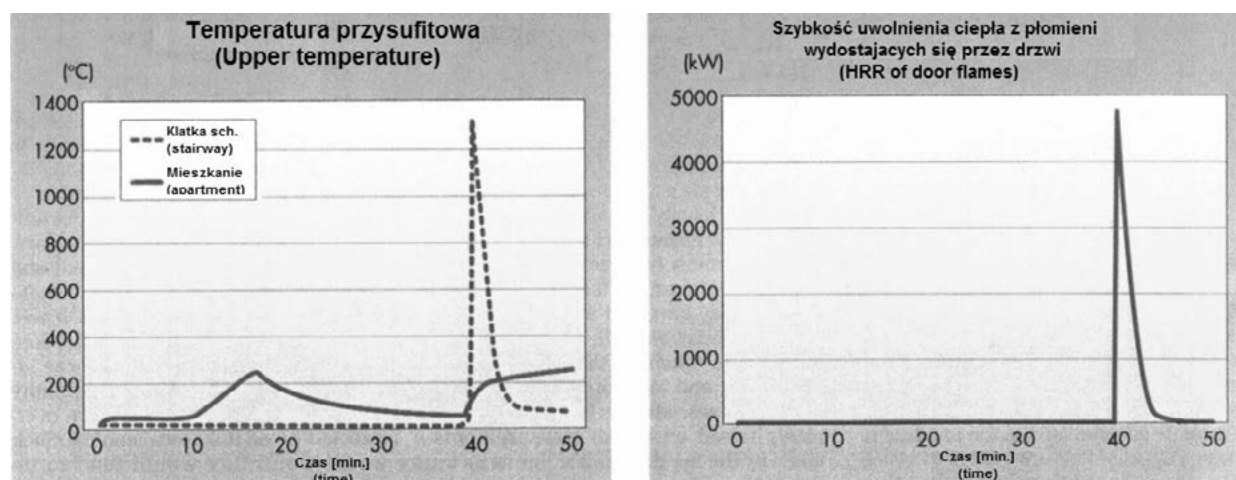 Temperatura przysufitowa
(Upper temperature)
(°C)
1400
1200
1000
800
600
400
200
0
Klatka sch.
(stairway)
Mieszkanie
(apartment)
0 10 20 30 40 50
Czas [min.]
(time)
Szybkość uwolnienia ciepła z płomieni
wydostajacych się przez drzwi
(HRR of door flames)
(kW)
5000
4000
3000
2000
1000
0
0 10 20 30 40 50
Czas [min.]
(time)